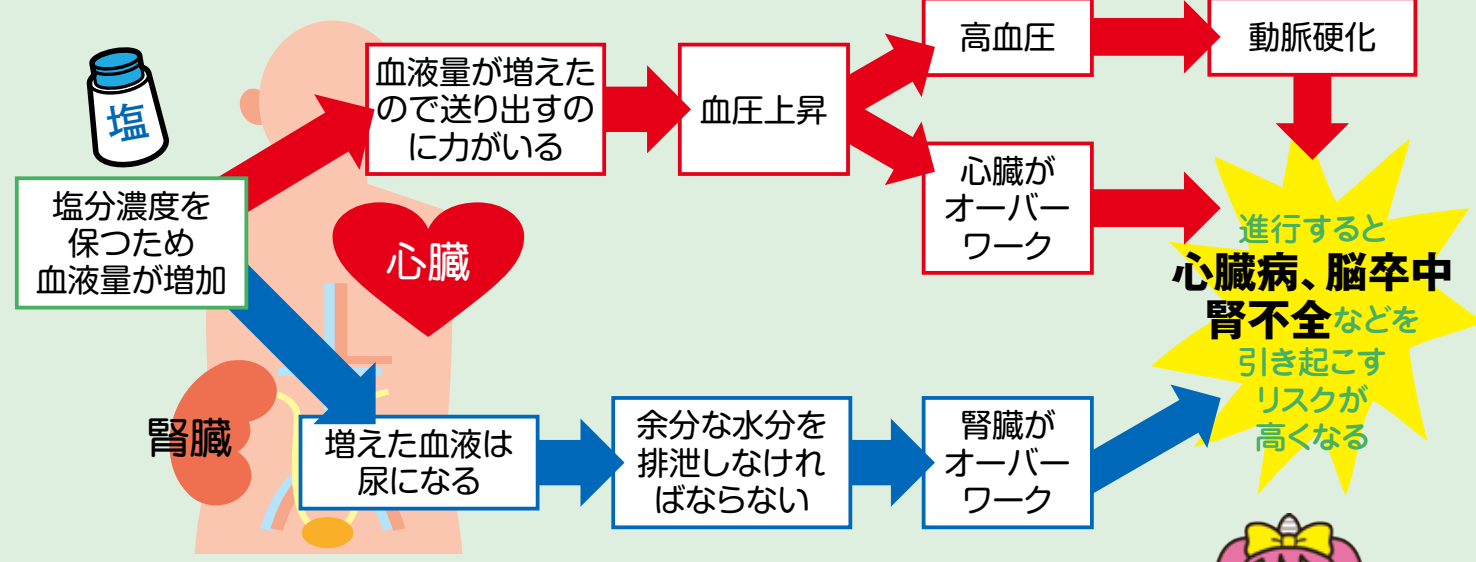 塩
塩分濃度を
保つため
血液量が増加
血液量が増えた
ので送り出すの
に力がいる
血圧上昇
高血圧
動脈硬化
心臓が
オーバー
ワーク
心臓
腎臓
増えた血液は
尿になる
余分な水分を
排泄しなけれ
ばならない
腎臓が
オーバー
ワーク
進行すると
心臓病、脳卒中
腎不全などを
引き起こす
リスクが
高くなる